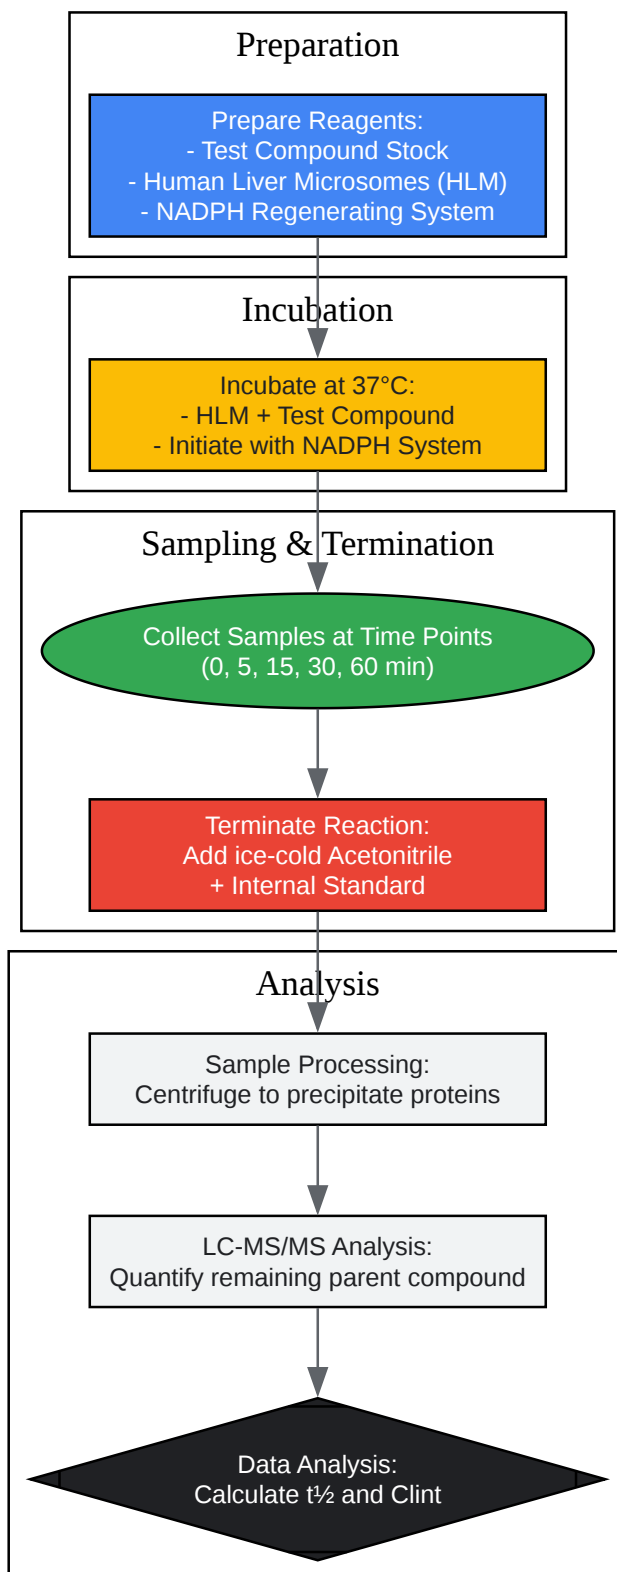 Preparation
Prepare Reagents:
- Test Compound Stock
- Human Liver Microsomes (HLM)
- NADPH Regenerating System
Incubation
Incubate at 37°C:
- HLM + Test Compound
- Initiate with NADPH System
Sampling & Termination
Collect Samples at Time Points
(0, 5, 15, 30, 60 min)
Terminate Reaction:
Add ice-cold Acetonitrile
+ Internal Standard
Analysis
Sample Processing:
Centrifuge to precipitate proteins
LC-MS/MS Analysis:
Quantify remaining parent compound
Data Analysis:
Calculate t½ and Clint